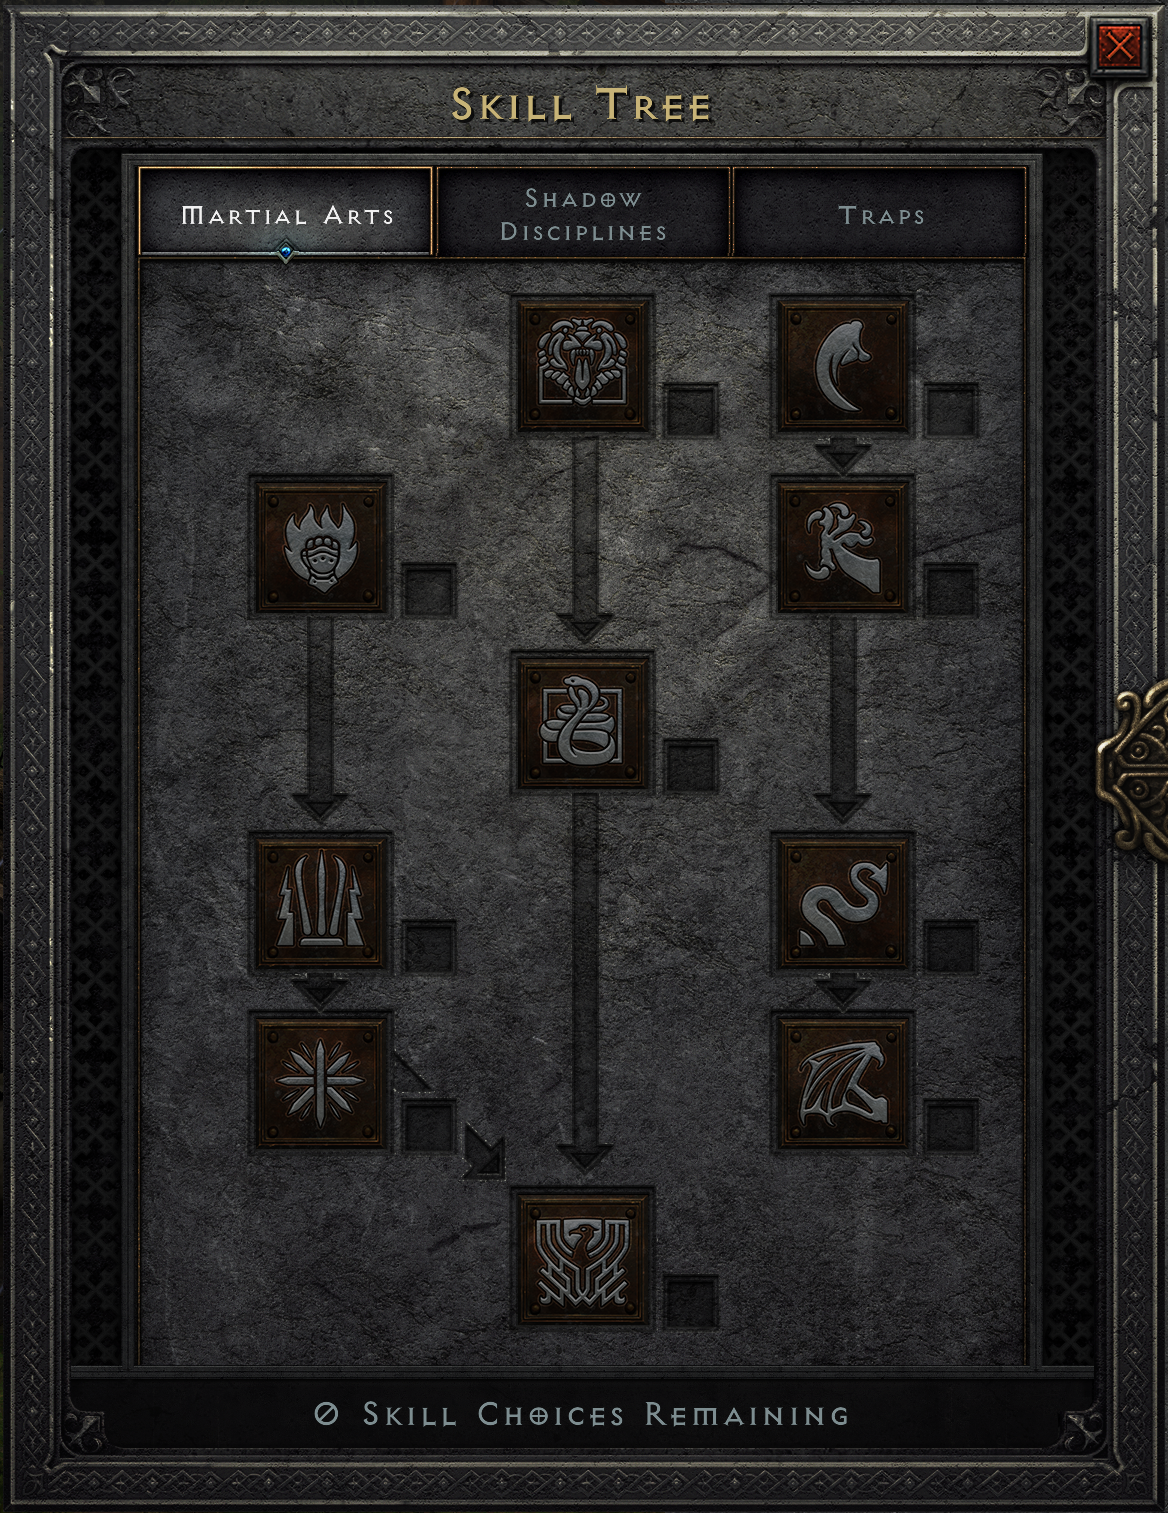 Skill Tree
Martial Arts
Shadow
Disciplines
Traps
0 Skill Choices Remaining